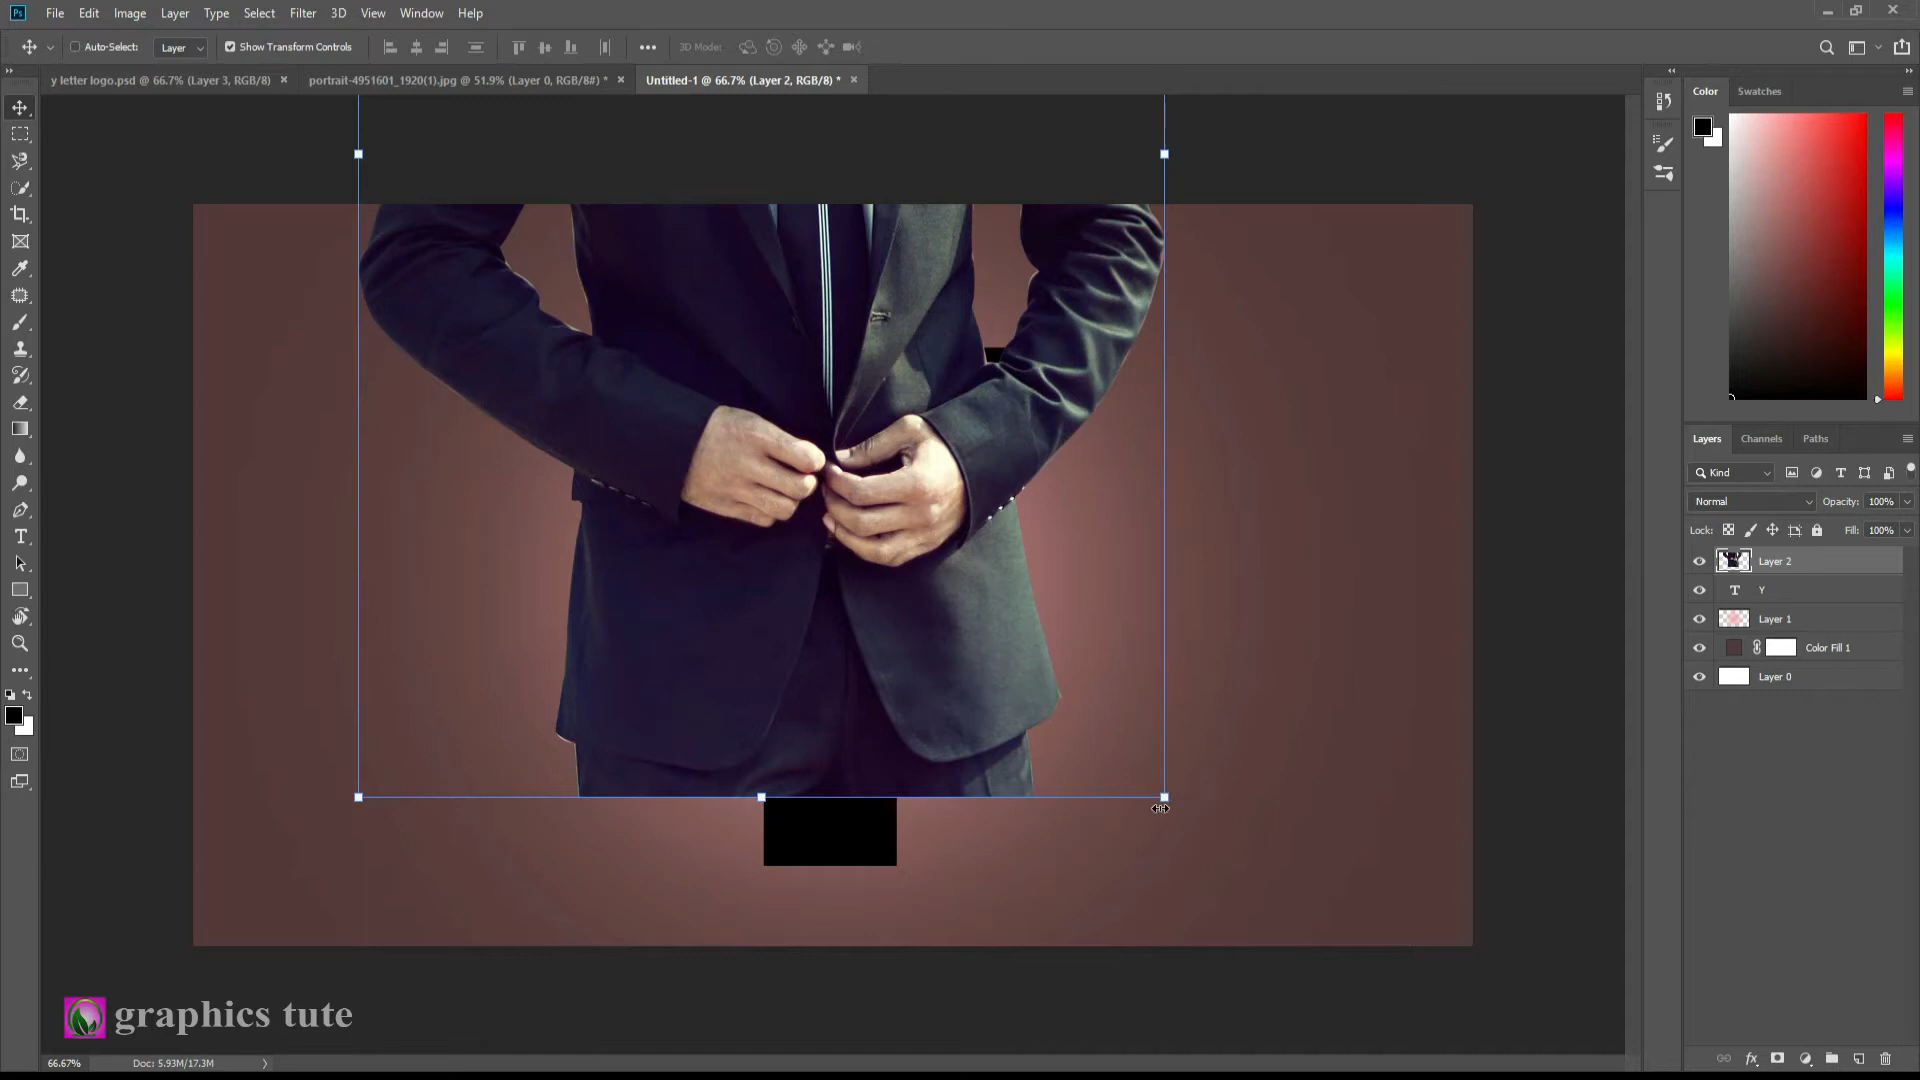 Ps File Edit Image Layer Type Select Filter 3D View Window Help
Auto-Select: Layer Show Transform Controls 3D Mode:
y letter logo.psd @ 66.7% (Layer 3, RGB/8) × portrait-4951601_1920(1).jpg @ 51.9% (Layer 0, RGB/8#) * × Untitled-1 @ 66.7% (Layer 2, RGB/8) * ×
Color Swatches
Layers Channels Paths
Kind
Normal Opacity: 100%
Lock: Fill: 100%
Layer 2
Y
Layer 1
Color Fill 1
Layer 0
graphics tute
66.67% Doc: 5.93M/17.3M